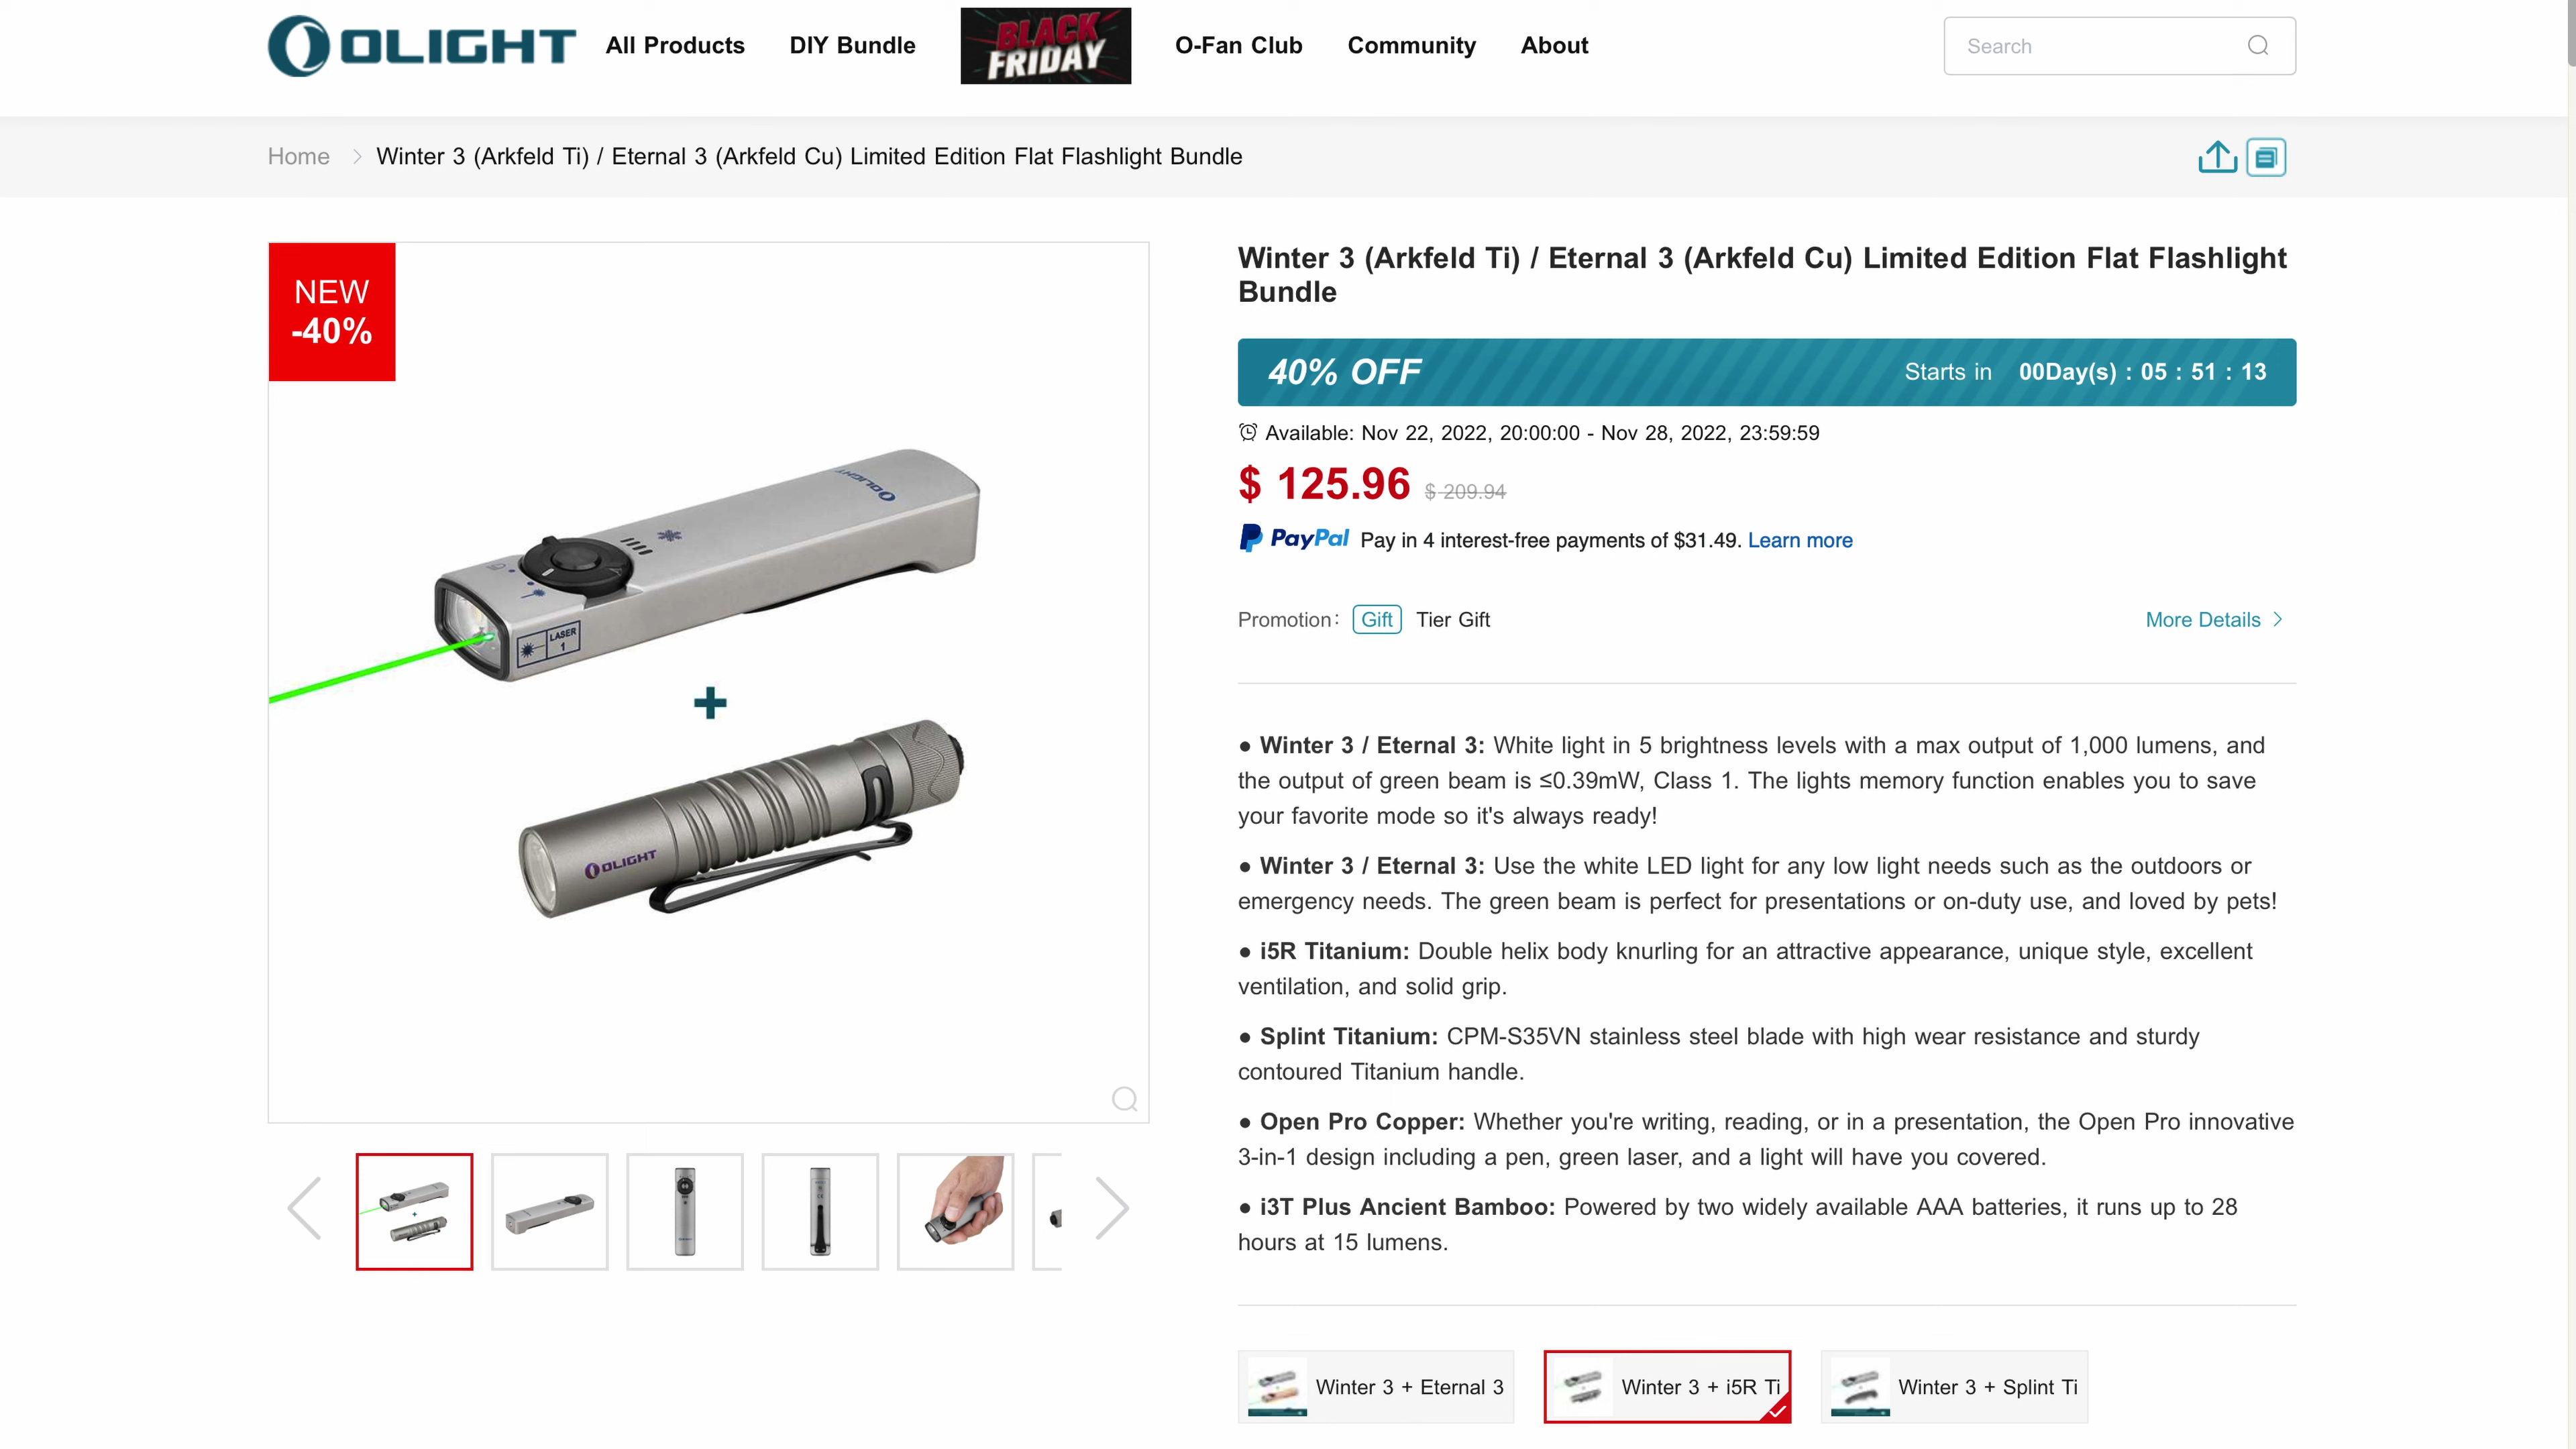 OLIGHT
All Products
DIY Bundle
BLACK
FRIDAY
O-Fan Club
Community
About
Search
Home
Winter 3 (Arkfeld Ti) / Eternal 3 (Arkfeld Cu) Limited Edition Flat Flashlight Bundle
NEW
-40%
OLIGHT
LASER
1
OLIGHT
Winter 3 (Arkfeld Ti) / Eternal 3 (Arkfeld Cu) Limited Edition Flat Flashlight
Bundle
40% OFF
Starts in 00Day(s) : 05 : 51 : 13
Available: Nov 22, 2022, 20:00:00 - Nov 28, 2022, 23:59:59
$ 125.96 $ 209.94
PayPal Pay in 4 interest-free payments of $31.49. Learn more
Promotion: Gift Tier Gift
More Details
● Winter 3 / Eternal 3: White light in 5 brightness levels with a max output of 1,000 lumens, and
the output of green beam is ≤0.39mW, Class 1. The lights memory function enables you to save
your favorite mode so it's always ready!
● Winter 3 / Eternal 3: Use the white LED light for any low light needs such as the outdoors or
emergency needs. The green beam is perfect for presentations or on-duty use, and loved by pets!
● i5R Titanium: Double helix body knurling for an attractive appearance, unique style, excellent
ventilation, and solid grip.
● Splint Titanium: CPM-S35VN stainless steel blade with high wear resistance and sturdy
contoured Titanium handle.
● Open Pro Copper: Whether you're writing, reading, or in a presentation, the Open Pro innovative
3-in-1 design including a pen, green laser, and a light will have you covered.
● i3T Plus Ancient Bamboo: Powered by two widely available AAA batteries, it runs up to 28
hours at 15 lumens.
Winter 3 + Eternal 3
Winter 3 + i5R Ti
Winter 3 + Splint Ti